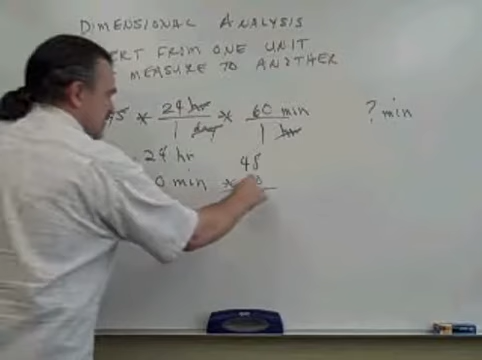 DIMENSIONAL ANALYSIS
ERT FROM ONE UNIT
MEASURE TO ANOTHER
* 24 hr * 60 min ? min
1 day 1 hr
24 hr 48
0 min *